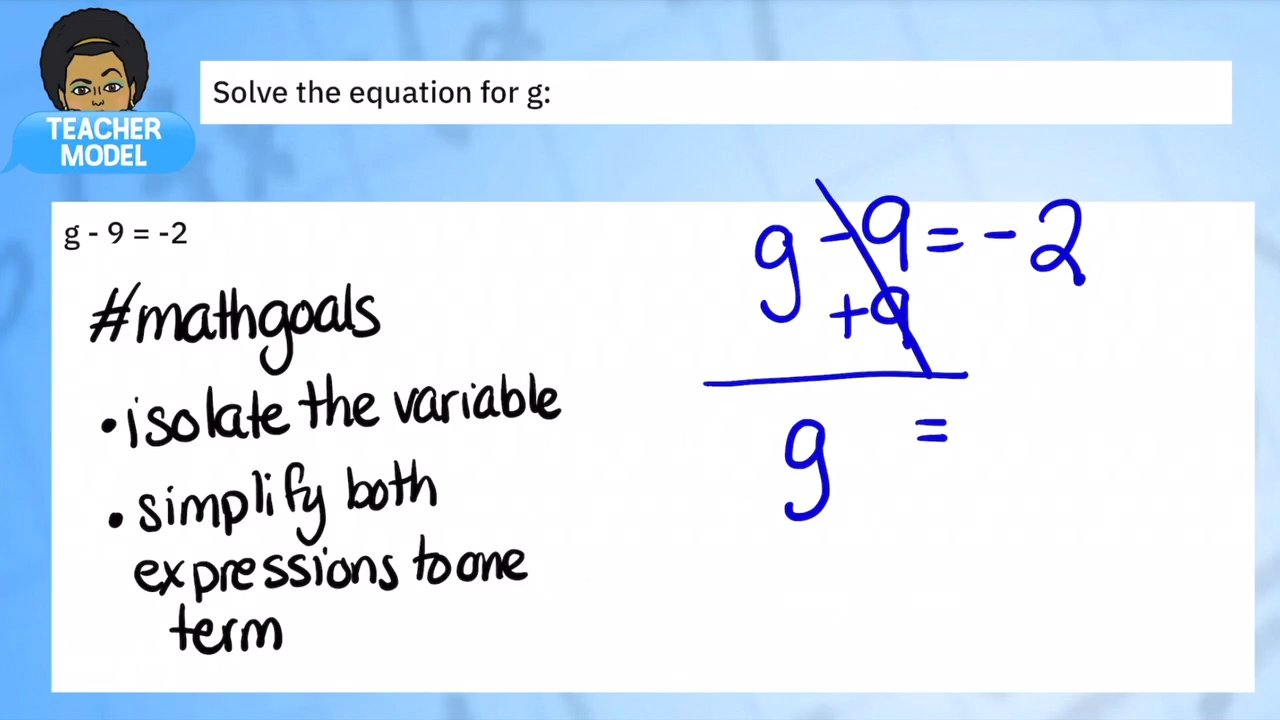 TEACHER
MODEL
Solve the equation for g:
g - 9 = -2
#mathgoals
• isolate the variable
• simplify both
expressions to one
term
g - 9 = - 2
+ 9
g =